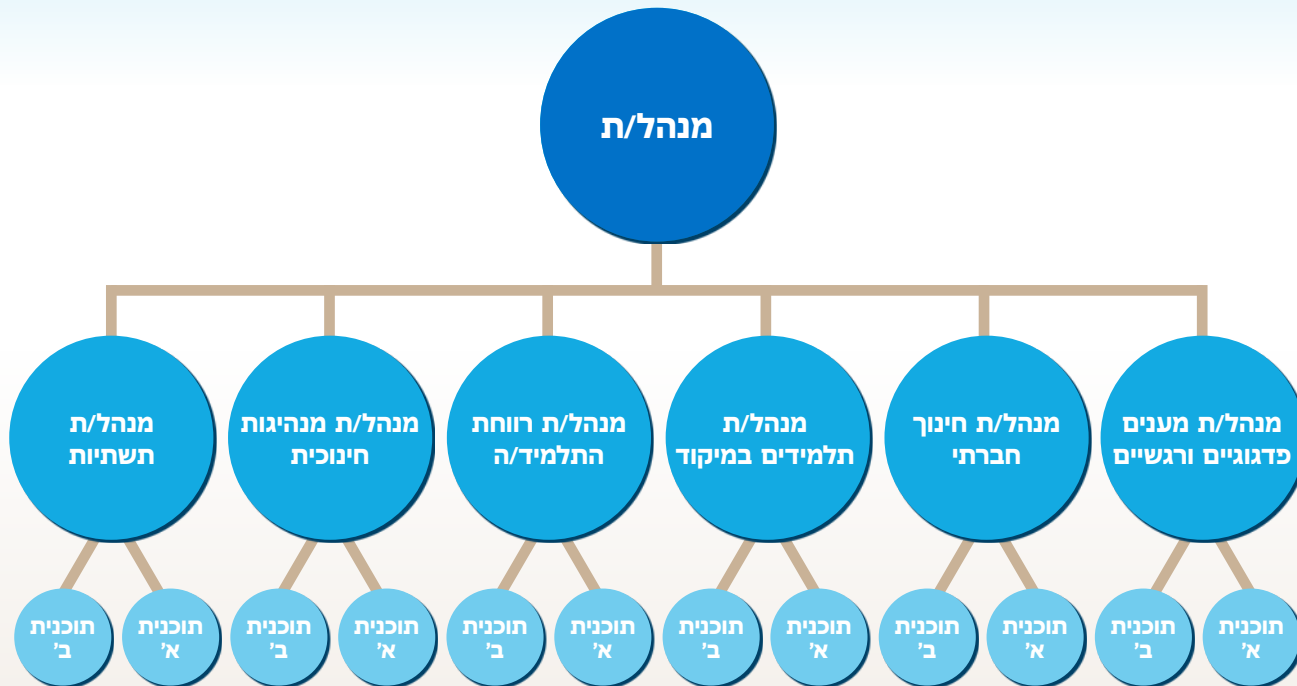 מנהל/ת
מנהל/ת מענים
פדגוגיים ורגשיים
מנהל/ת חינוך
חברתי
מנהל/ת
תלמידים במיקוד
מנהל/ת רווחת
התלמיד/ה
מנהל/ת מנהיגות
חינוכית
מנהל/ת
תשתיות
תוכנית
א'
תוכנית
ב'
תוכנית
א'
תוכנית
ב'
תוכנית
א'
תוכנית
ב'
תוכנית
א'
תוכנית
ב'
תוכנית
א'
תוכנית
ב'
תוכנית
א'
תוכנית
ב'